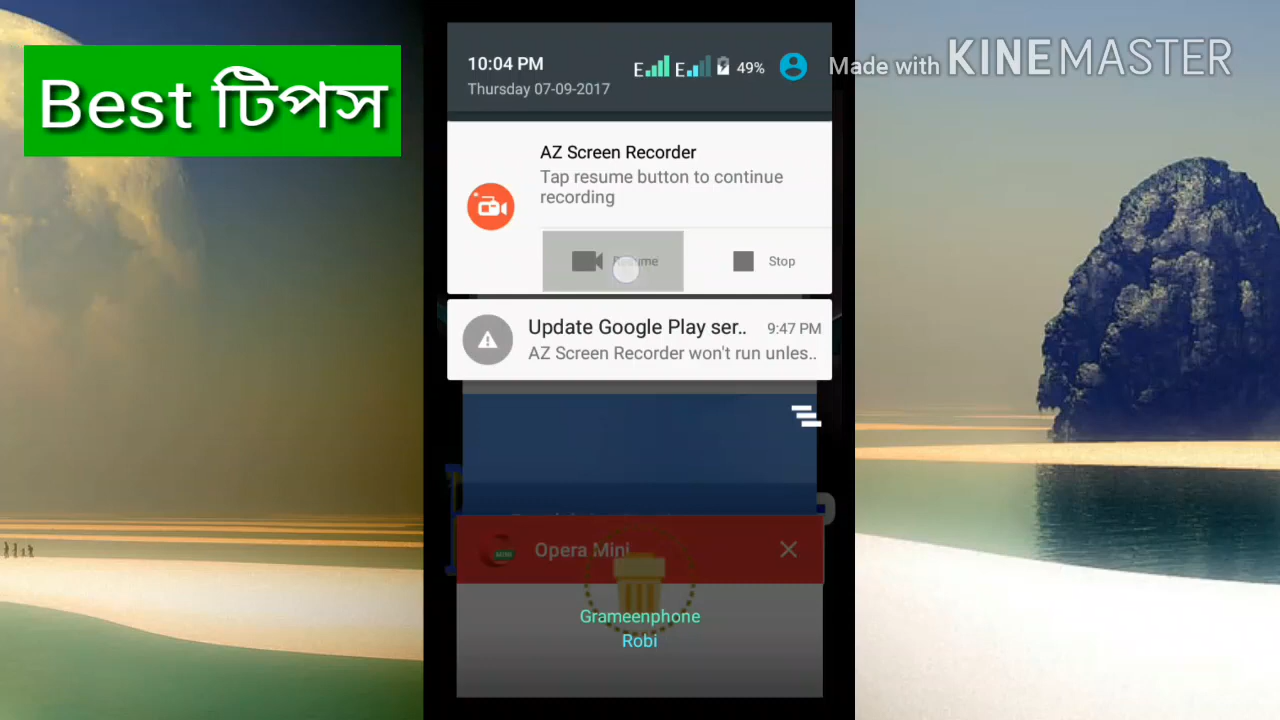 Best টিপস
Made with KINEMASTER
10:04 PM
E E 49%
Thursday 07-09-2017
AZ Screen Recorder
Tap resume button to continue
recording
Resume
Stop
Update Google Play ser.. 9:47 PM
AZ Screen Recorder won't run unles..
Opera Mini
MINI
Grameenphone
Robi